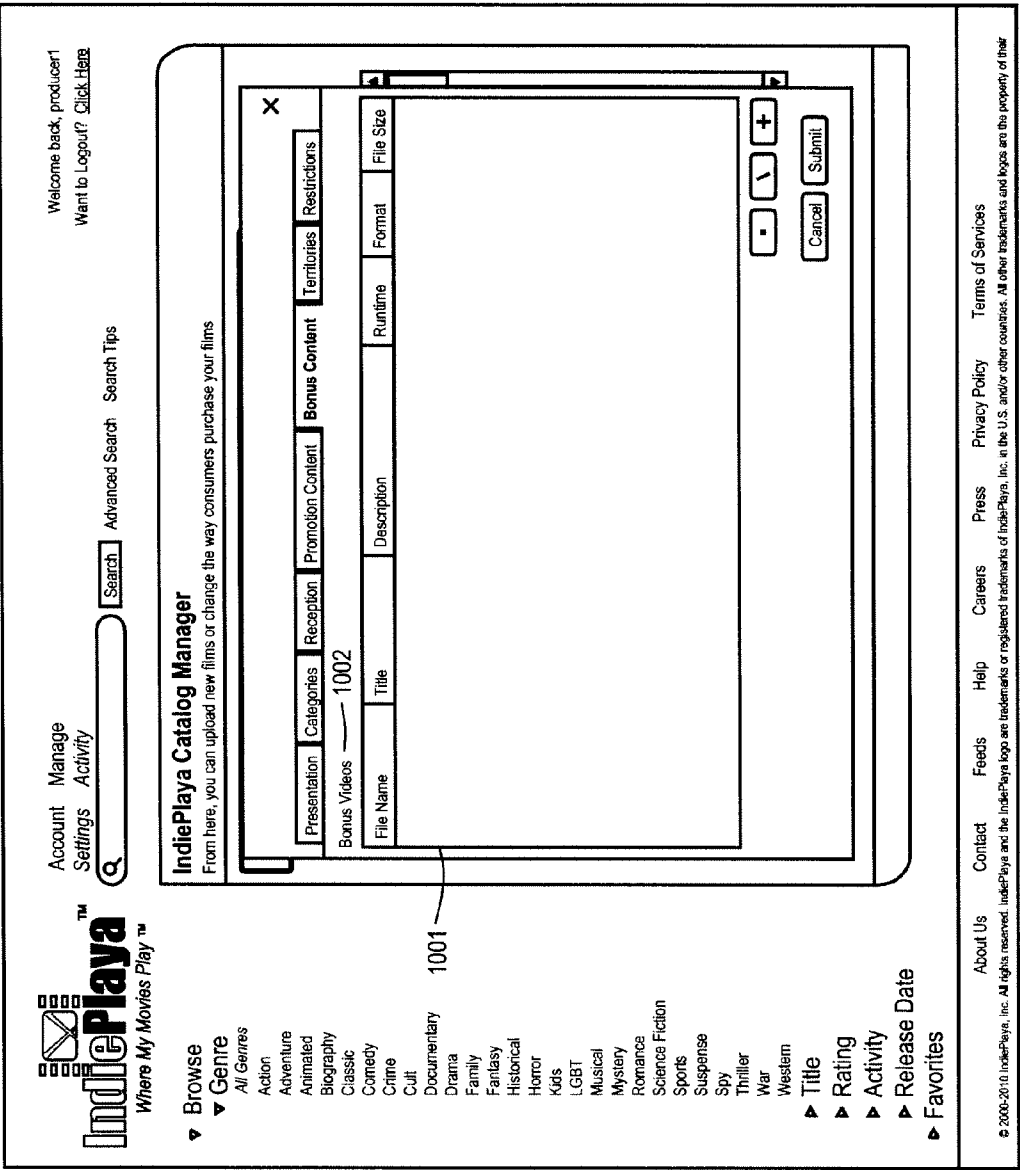 IndiePlaya™
Where My Movies Play ™
Account Manage
Settings Activity
Search Advanced Search Search Tips
Welcome back, producer1
Want to Logout? Click Here
Browse
Genre
All Genres
Action
Adventure
Animated
Biography
Classic
Comedy
Crime
Cult
Documentary
Drama
Family
Fantasy
Historical
Horror
Kids
LGBT
Musical
Mystery
Romance
Science Fiction
Sports
Suspense
Spy
Thriller
War
Western
Title
Rating
Activity
Release Date
Favorites
IndiePlaya Catalog Manager
From here, you can upload new films or change the way consumers purchase your films
X
Presentation Categories Reception Promotion Content Bonus Content Territories Restrictions
Bonus Videos 1002
File Name Title Description Runtime Format File Size
1001
Cancel Submit
About Us Contact Feeds Help Careers Press Privacy Policy Terms of Services
© 2000-2010 IndiePlaya, Inc. All rights reserved. IndiePlaya and the IndiePlaya logo are trademarks or registered trademarks of IndiePlaya, Inc. in the U.S. and/or other countries. All other trademarks and logos are the property of their